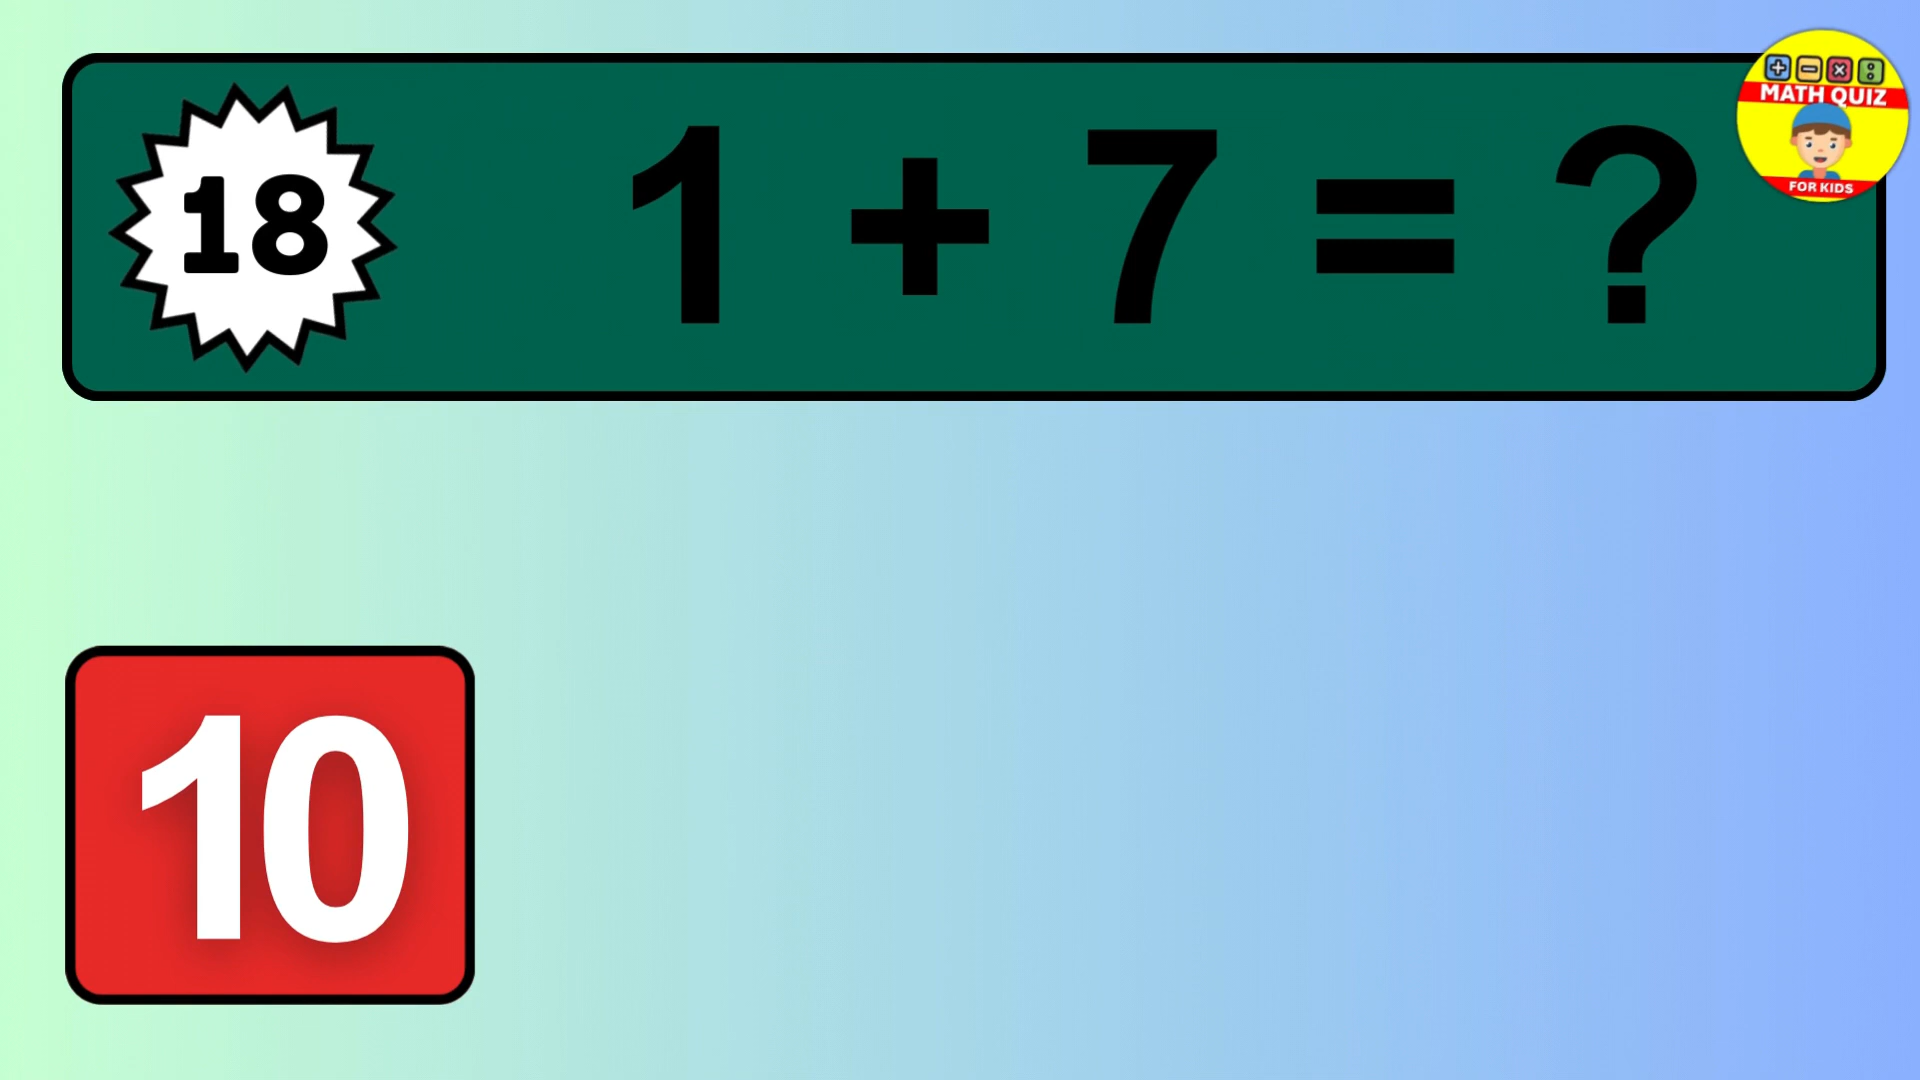 18 1 + 7 = ?
+ − × :
MATH QUIZ
FOR KIDS
10